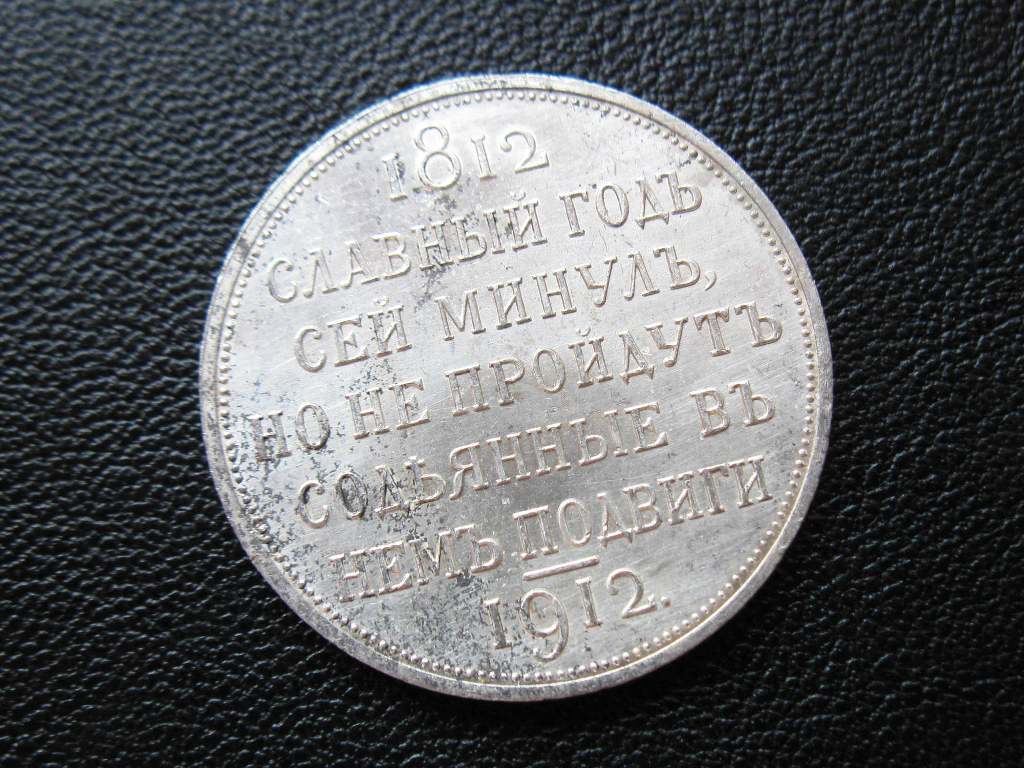 1812
СЛАВНЫЙ ГОДЪ
СЕЙ МИНУЛЪ,
НО НЕ ПРОЙДУТЪ
СОДѢЯННЫЕ ВЪ
НЕМЪ ПОДВИГИ
1912.